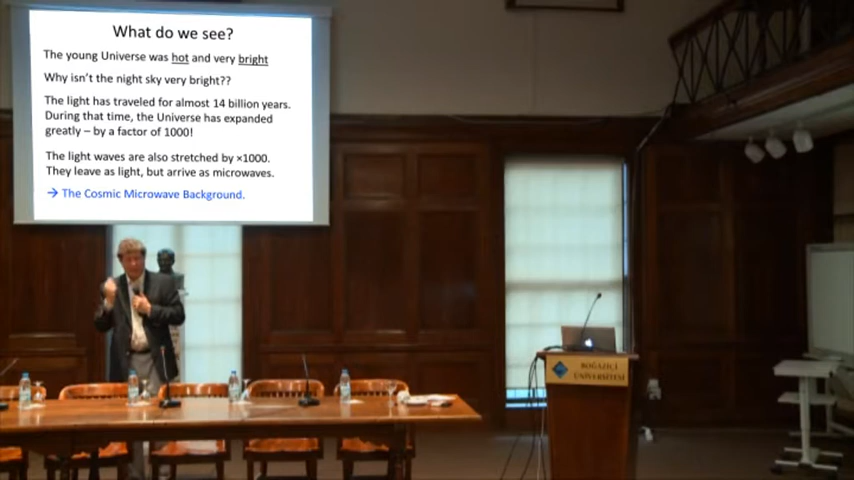 What do we see?
The young Universe was hot and very bright
Why isn't the night sky very bright??
The light has traveled for almost 14 billion years.
During that time, the Universe has expanded
greatly – by a factor of 1000!
The light waves are also stretched by ×1000.
They leave as light, but arrive as microwaves.
→ The Cosmic Microwave Background.
BOĞAZİÇİ
ÜNİVERSİTESİ